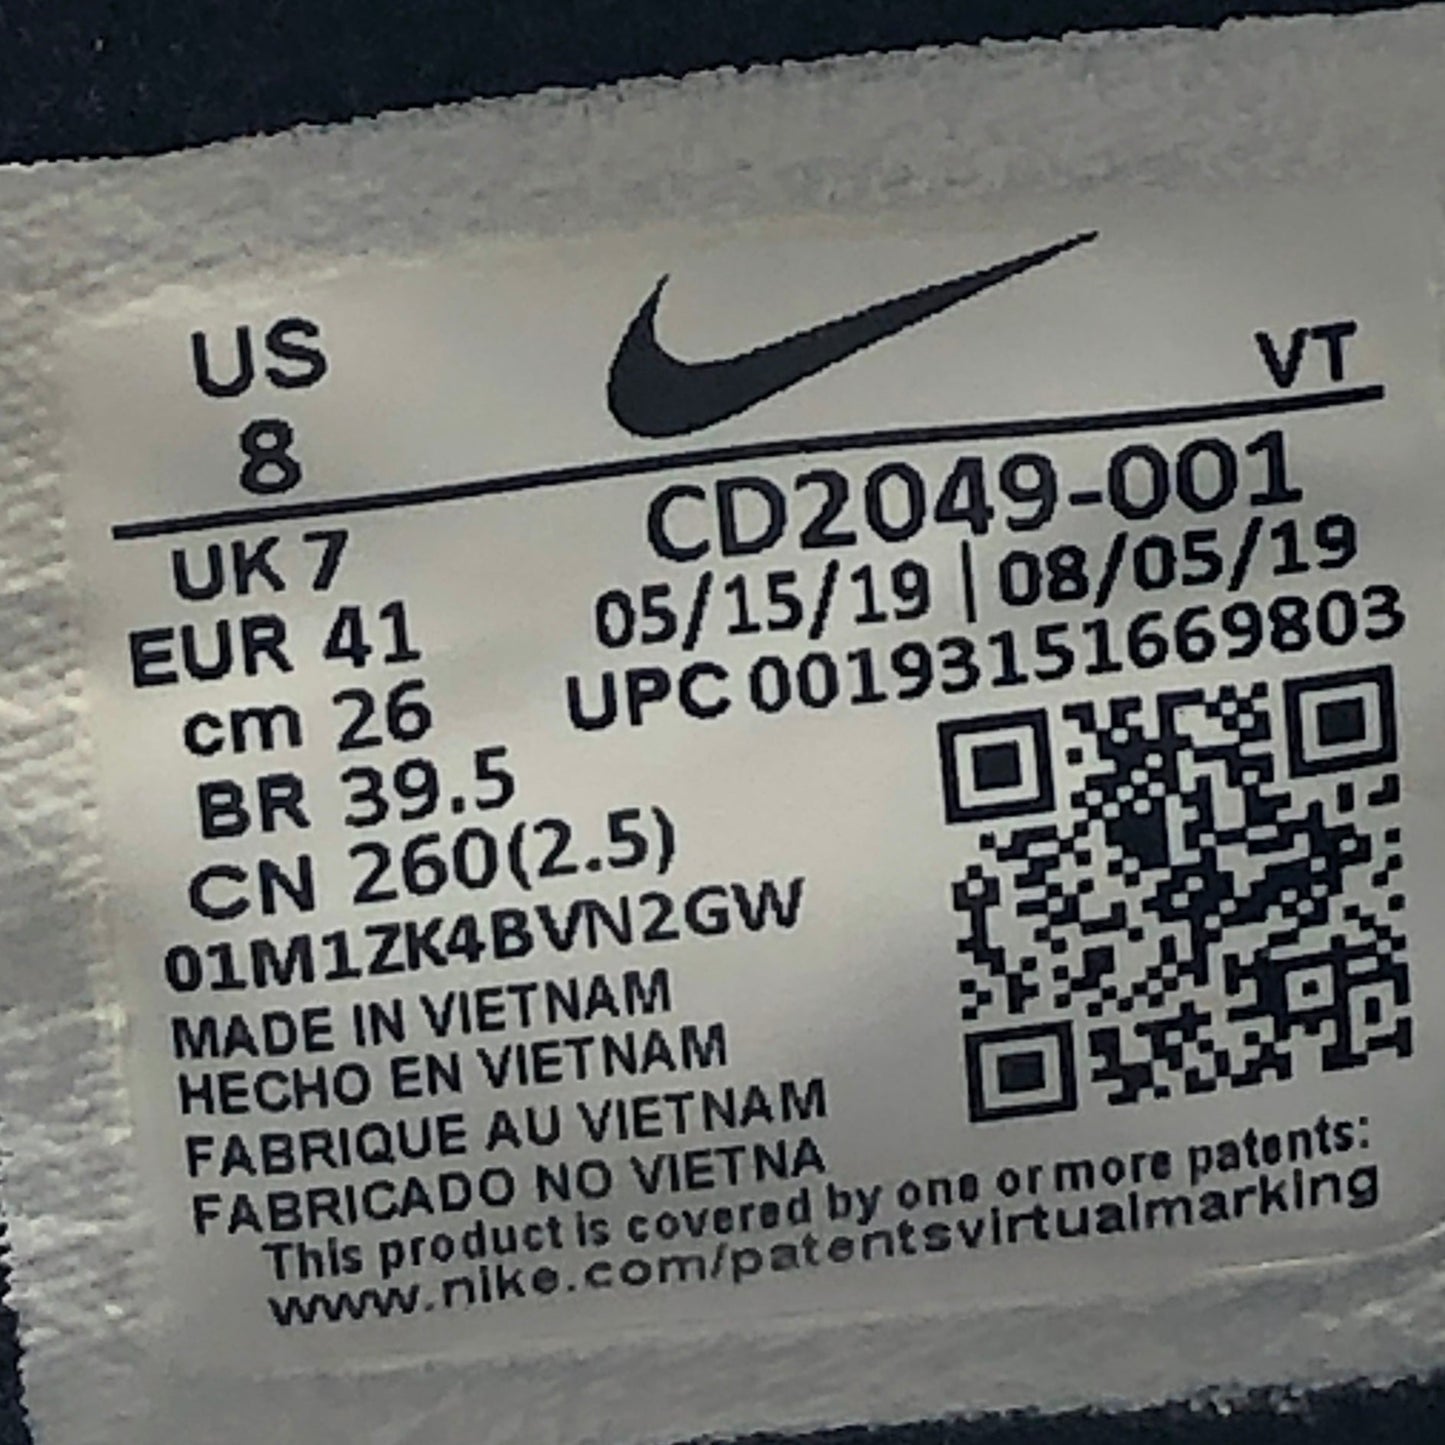 US
8
VT
UK 7
CD2049-001
EUR 41
05/15/19 | 08/05/19
cm 26
UPC 00193151669803
BR 39.5
CN 260(2.5)
01M1ZK4BVN2GW
MADE IN VIETNAM
HECHO EN VIETNAM
FABRIQUE AU VIETNAM
FABRICADO NO VIETNA
This product is covered by one or more patents:
www.nike.com/patentsvirtualmarking